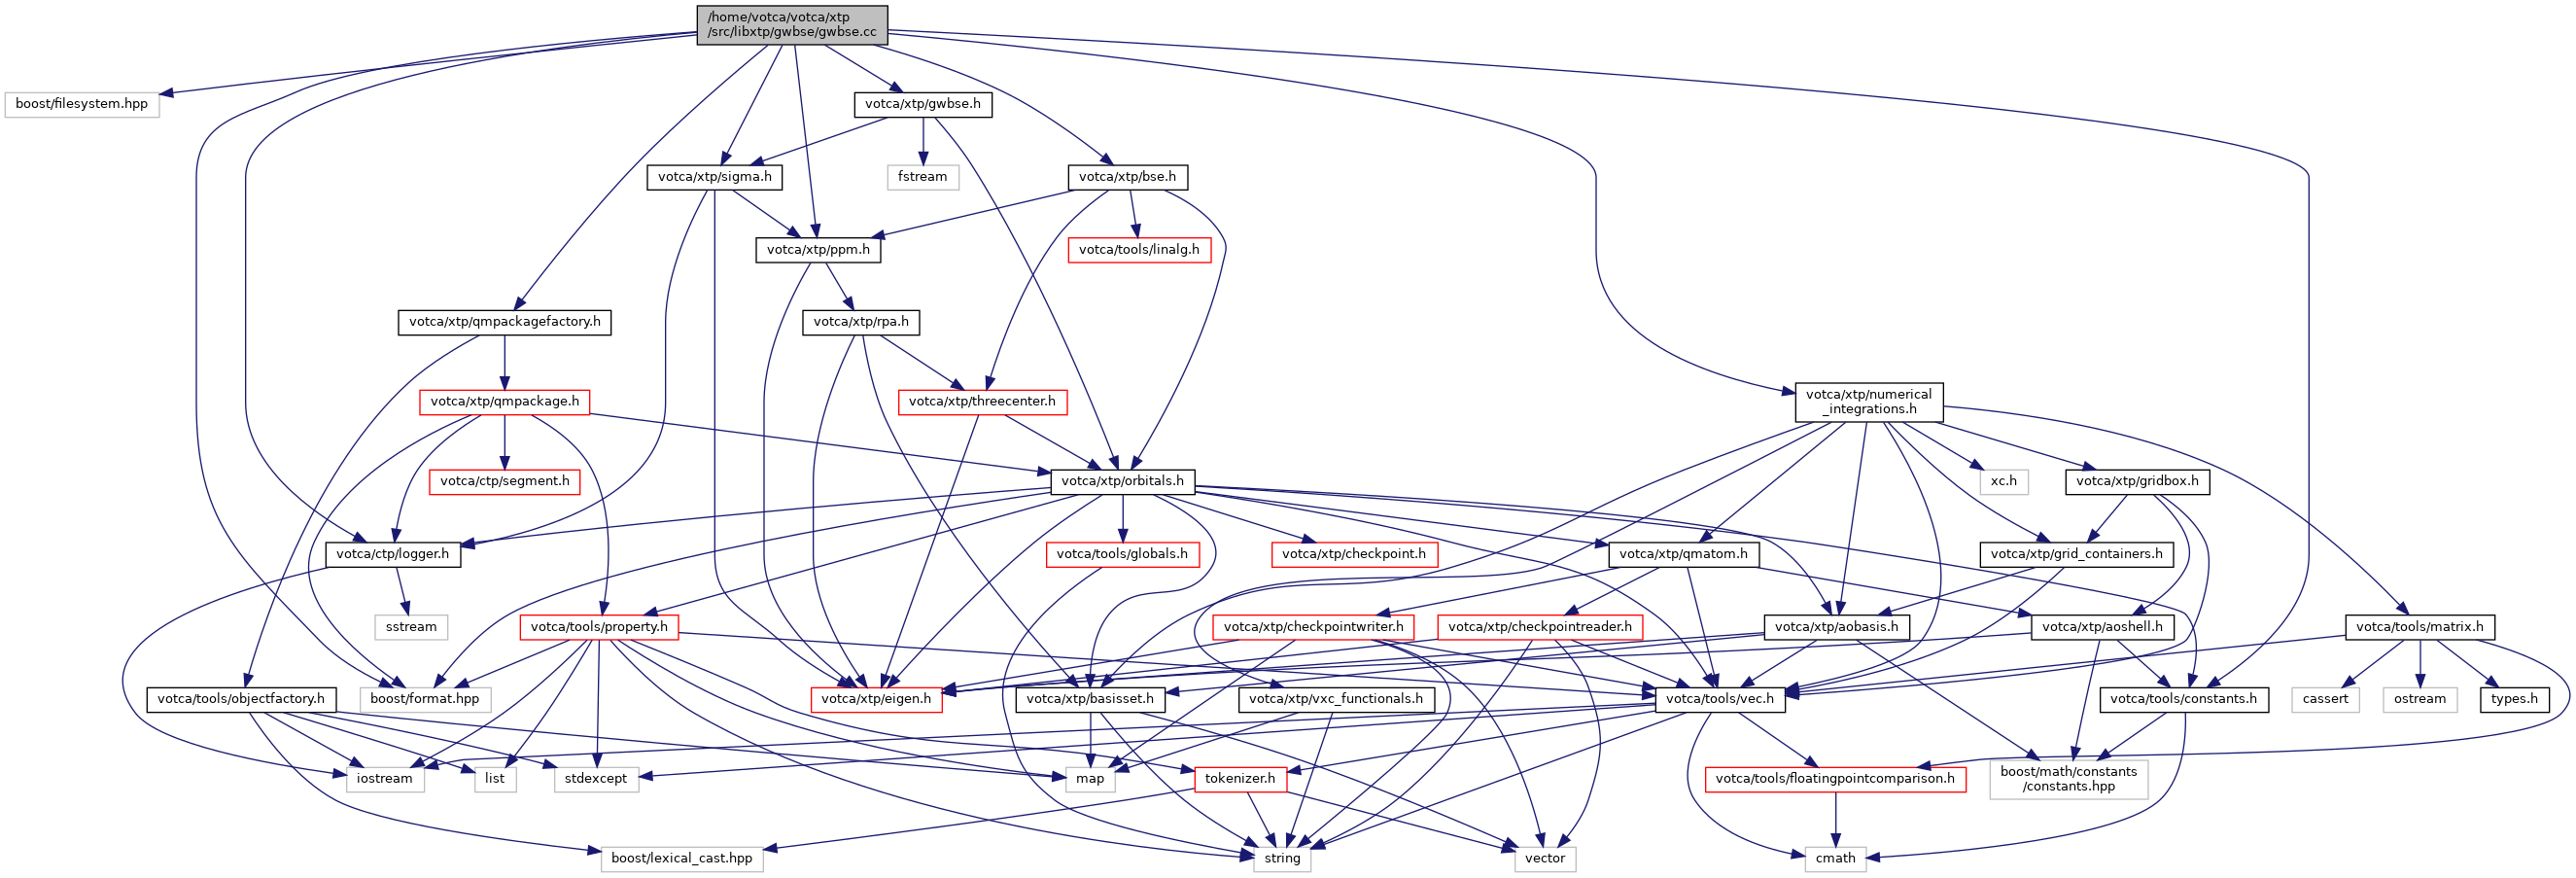 /home/votca/votca/xtp
/src/libxtp/gwbse/gwbse.cc
boost/filesystem.hpp
votca/xtp/gwbse.h
votca/xtp/sigma.h
fstream
votca/xtp/bse.h
votca/xtp/ppm.h
votca/tools/linalg.h
votca/xtp/qmpackagefactory.h
votca/xtp/rpa.h
votca/xtp/qmpackage.h
votca/xtp/threecenter.h
votca/xtp/numerical
_integrations.h
votca/ctp/segment.h
votca/xtp/orbitals.h
xc.h
votca/xtp/gridbox.h
votca/ctp/logger.h
votca/tools/globals.h
votca/xtp/checkpoint.h
votca/xtp/qmatom.h
votca/xtp/grid_containers.h
sstream
votca/tools/property.h
votca/xtp/checkpointwriter.h
votca/xtp/checkpointreader.h
votca/xtp/aobasis.h
votca/xtp/aoshell.h
votca/tools/matrix.h
votca/tools/objectfactory.h
boost/format.hpp
votca/xtp/eigen.h
votca/xtp/basisset.h
votca/xtp/vxc_functionals.h
votca/tools/vec.h
votca/tools/constants.h
cassert
ostream
types.h
iostream
list
stdexcept
map
tokenizer.h
votca/tools/floatingpointcomparison.h
boost/math/constants
/constants.hpp
boost/lexical_cast.hpp
string
vector
cmath